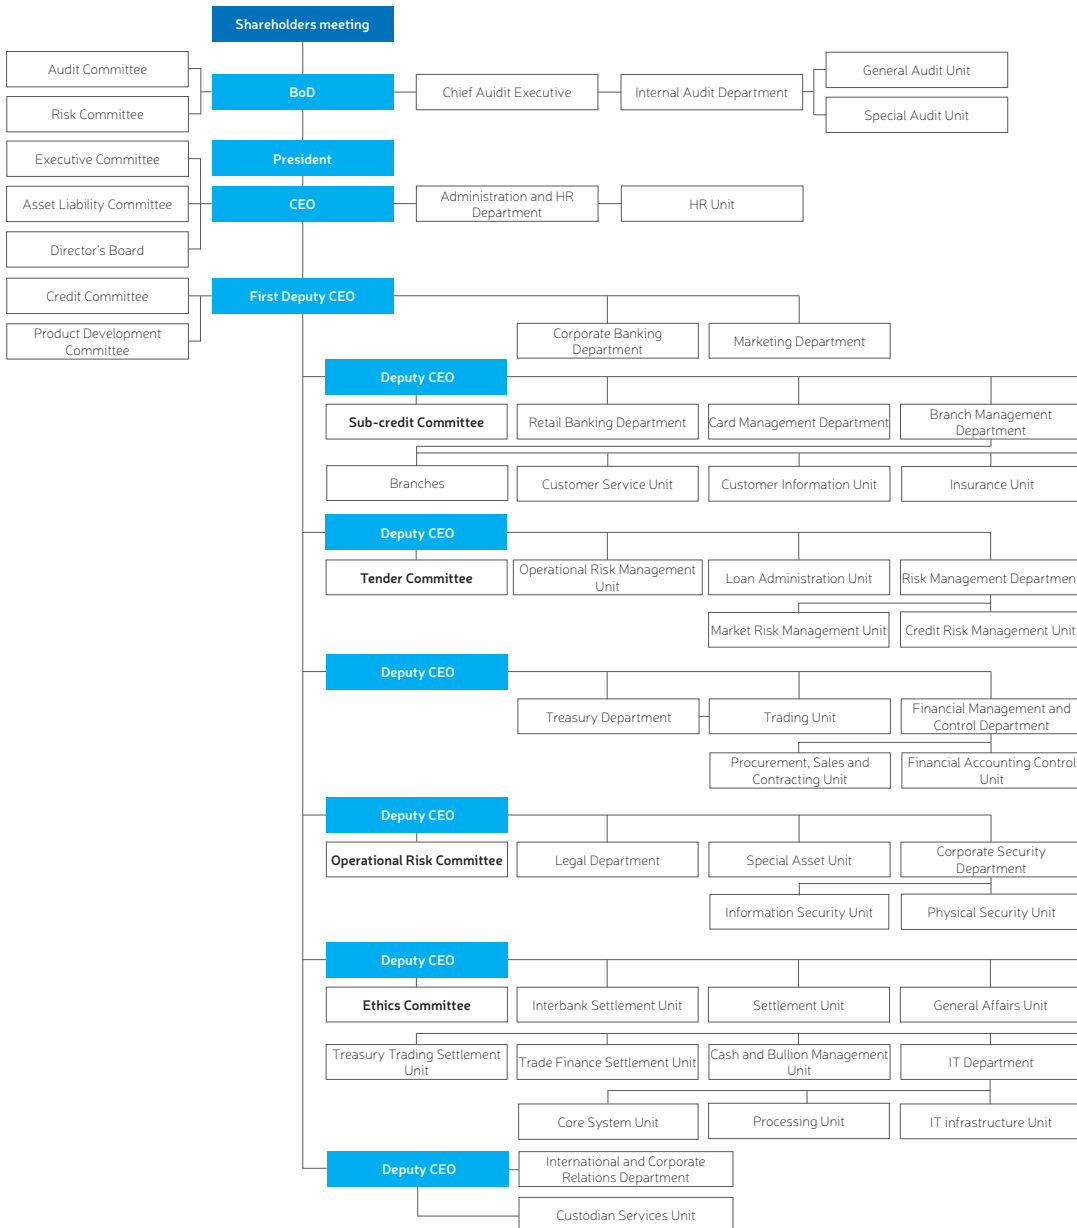 Shareholders meeting
Audit Committee
BoD
Chief Auidit Executive
Internal Audit Department
General Audit Unit
Risk Committee
Special Audit Unit
Executive Committee
President
Asset Liability Committee
CEO
Administration and HR
Department
HR Unit
Director's Board
Credit Committee
First Deputy CEO
Product Development
Committee
Corporate Banking
Department
Marketing Department
Deputy CEO
Sub-credit Committee
Retail Banking Department
Card Management Department
Branch Management
Department
Branches
Customer Service Unit
Customer Information Unit
Insurance Unit
Deputy CEO
Tender Committee
Operational Risk Management
Unit
Loan Administration Unit
Risk Management Department
Market Risk Management Unit
Credit Risk Management Unit
Deputy CEO
Treasury Department
Trading Unit
Financial Management and
Control Department
Procurement, Sales and
Contracting Unit
Financial Accounting Control
Unit
Deputy CEO
Operational Risk Committee
Legal Department
Special Asset Unit
Corporate Security
Department
Information Security Unit
Physical Security Unit
Deputy CEO
Ethics Committee
Interbank Settlement Unit
Settlement Unit
General Affairs Unit
Treasury Trading Settlement
Unit
Trade Finance Settlement Unit
Cash and Bullion Management
Unit
IT Department
Core System Unit
Processing Unit
IT infrastructure Unit
Deputy CEO
International and Corporate
Relations Department
Custodian Services Unit